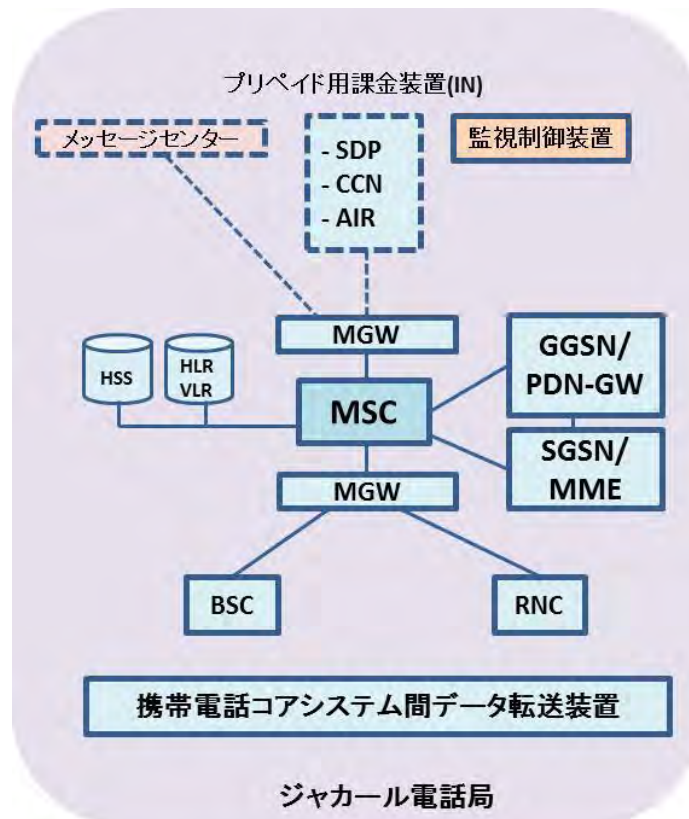 プリペイド用課金装置(IN)
メッセージセンター
- SDP
- CCN
- AIR
監視制御装置
MGW
HSS
HLR
VLR
MSC
GGSN/
PDN-GW
SGSN/
MME
MGW
BSC
RNC
携帯電話コアシステム間データ転送装置
ジャカール電話局